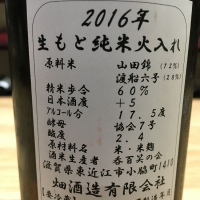 2016年
生もと純米火入れ
原料米 山田錦(72%)
渡船六号(28%)
精米歩合 60%
日本酒度 +5
アルコール分 17.5度
酵母 協会7号
酸度 2.4
原材料名 米・米麹
酒米生産者 呑百笑の会
滋賀県東近江市小脇町1410
畑酒造有限会社